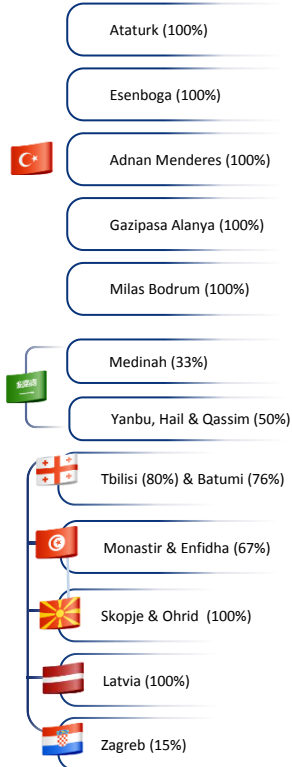 Ataturk (100%)
Esenboga (100%)
Adnan Menderes (100%)
Gazipasa Alanya (100%)
Milas Bodrum (100%)
Medinah (33%)
Yanbu, Hail & Qassim (50%)
Tbilisi (80%) & Batumi (76%)
Monastir & Enfidha (67%)
Skopje & Ohrid  (100%)
Latvia (100%)
Zagreb (15%)